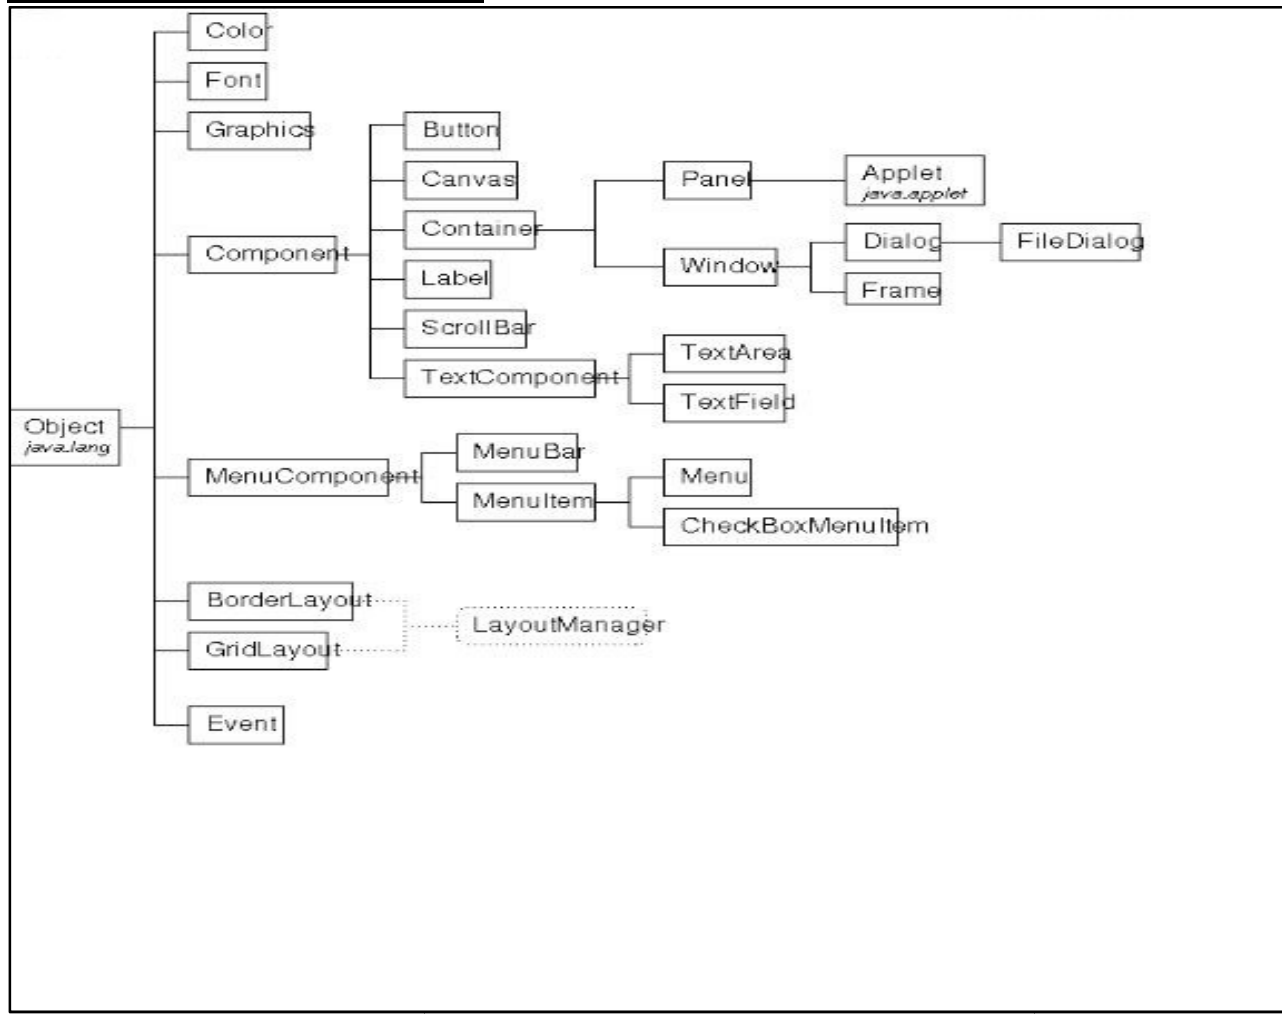 Color
Font
Graphics
Button
Canvas
Panel
Applet
java.applet
Container
Component
Dialog
FileDialog
Window
Label
Frame
ScrollBar
TextArea
TextComponent
TextField
Object
java.lang
MenuBar
MenuComponent
Menu
MenuItem
CheckBoxMenuItem
BorderLayout
LayoutManager
GridLayout
Event